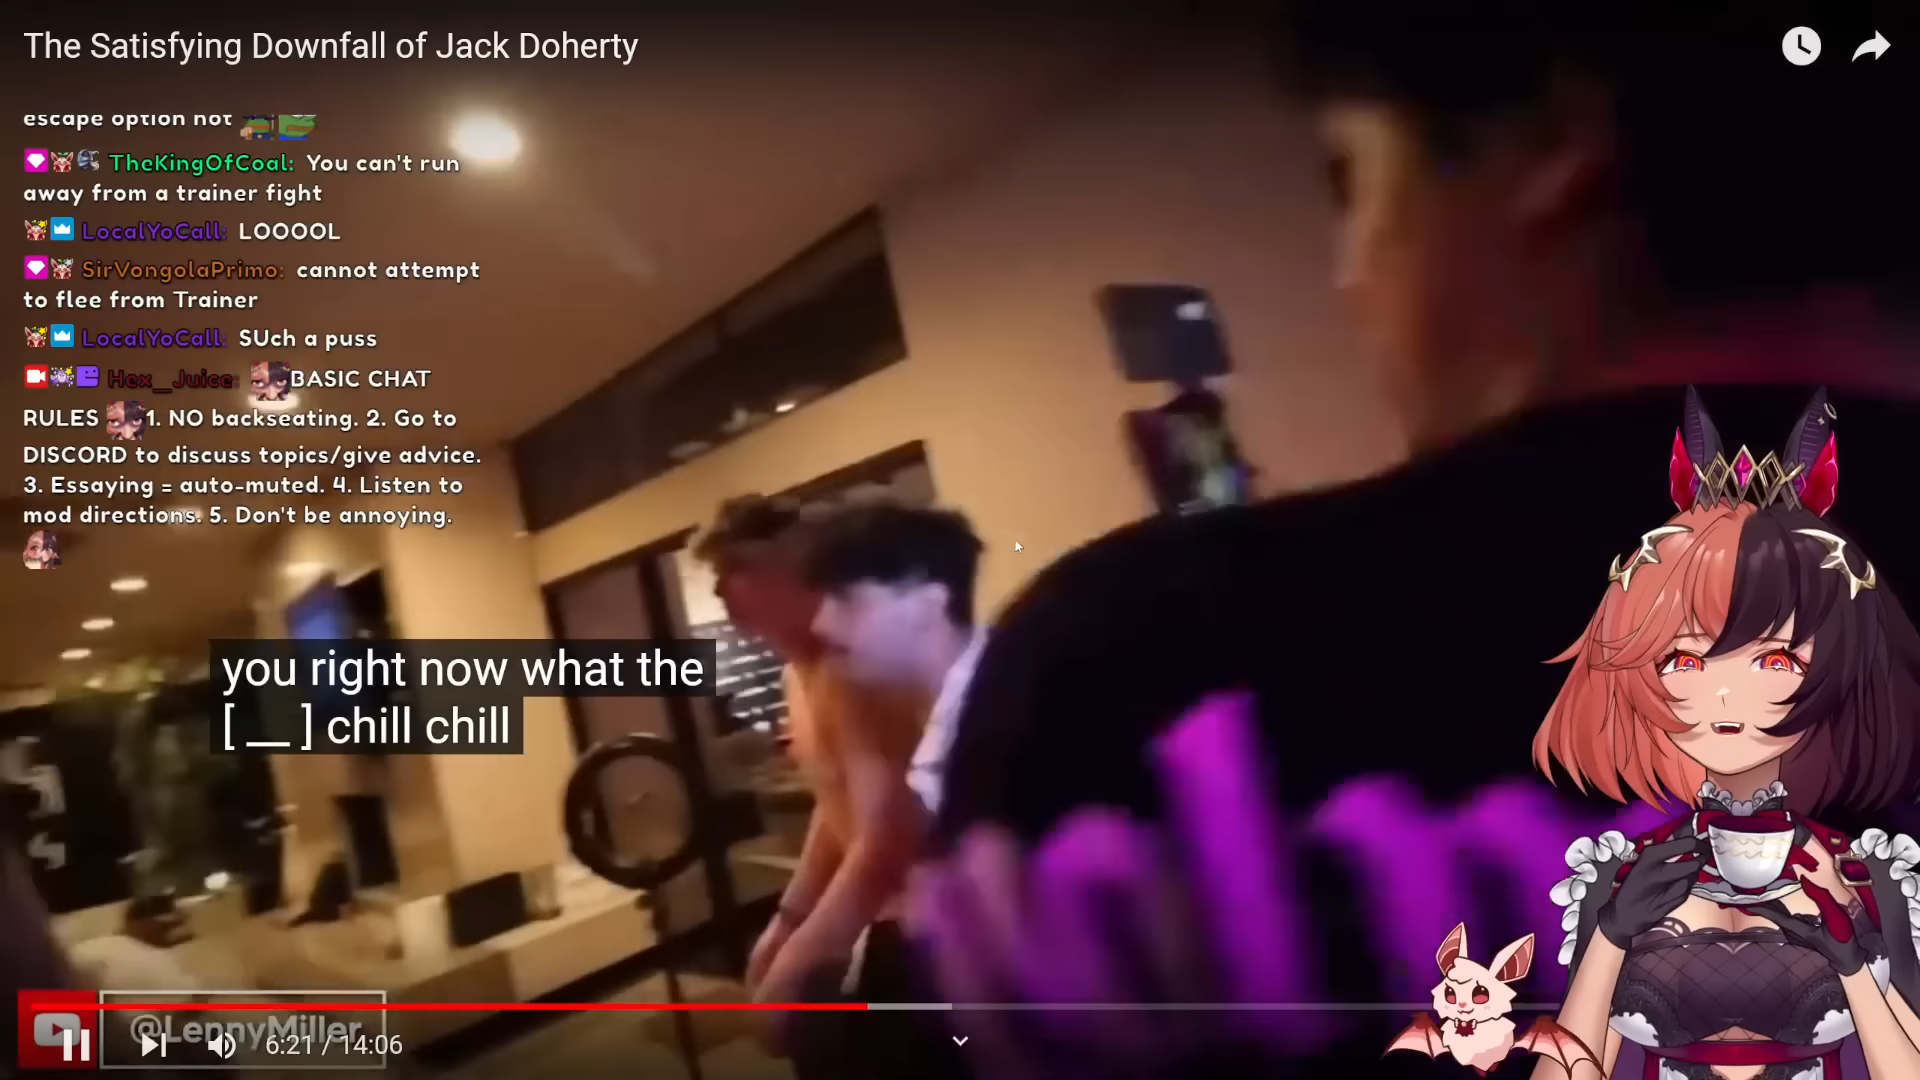 The Satisfying Downfall of Jack Doherty
escape option not
TheKingOfCoal: You can't run
away from a trainer fight
LocalYoCall: LOOOOL
SirVongolaPrimo: cannot attempt
to flee from Trainer
LocalYoCall: SUch a puss
Hex_Juice: BASIC CHAT
RULES 1. NO backseating. 2. Go to
DISCORD to discuss topics/give advice.
3. Essaying = auto-muted. 4. Listen to
mod directions. 5. Don't be annoying.
you right now what the
[ __ ] chill chill
@LennyMiller
6:21 / 14:06